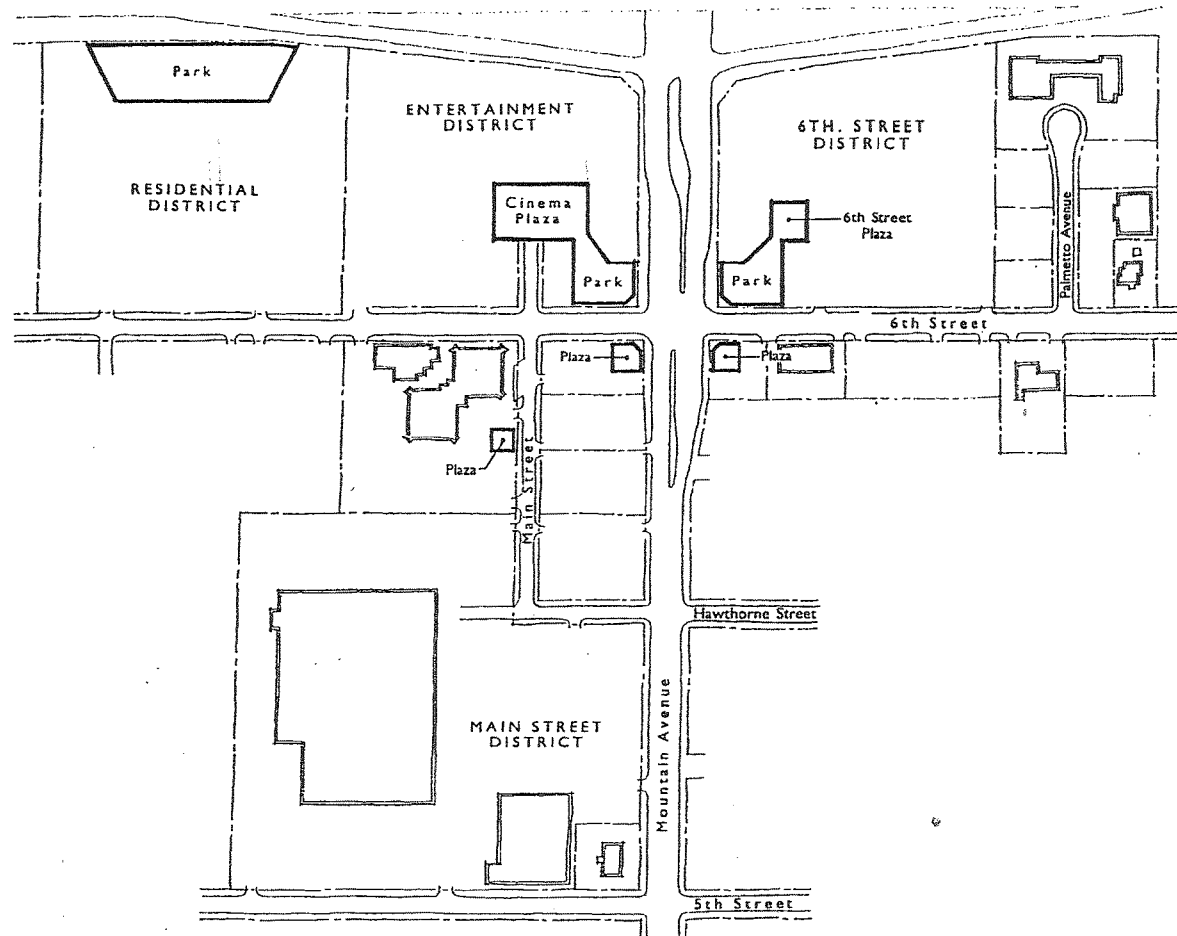 Park
ENTERTAINMENT
DISTRICT
6TH. STREET
DISTRICT
RESIDENTIAL
DISTRICT
Cinema
Plaza
6th Street
Plaza
Palmetto Avenue
Park
Park
6th Street
Plaza
Plaza
Plaza
Main Street
Hawthorne Street
Mountain Avenue
MAIN STREET
DISTRICT
5th Street